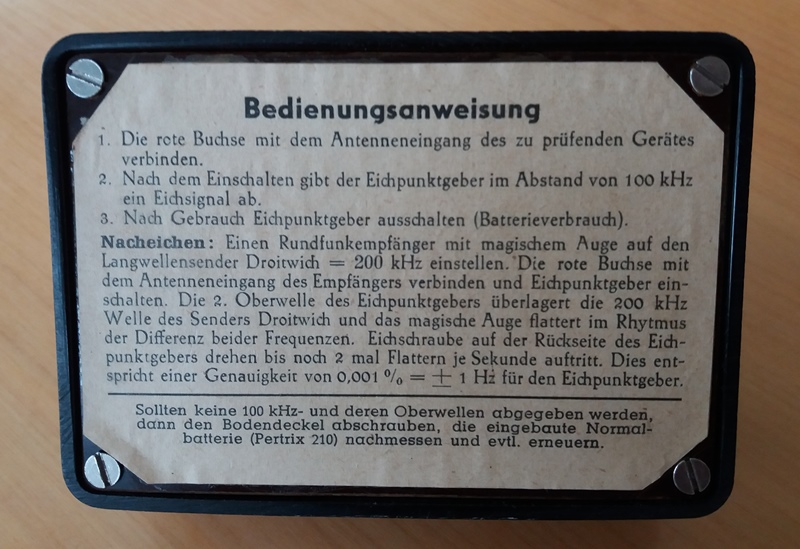 Bedienungsanweisung
1. Die rote Buchse mit dem Antenneneingang des zu prüfenden Gerätes
verbinden.
2. Nach dem Einschalten gibt der Eichpunktgeber im Abstand von 100 kHz
ein Eichsignal ab.
3. Nach Gebrauch Eichpunktgeber ausschalten (Batterieverbrauch).
Nacheichen: Einen Rundfunkempfänger mit magischem Auge auf den
Langwellensender Droitwich = 200 kHz einstellen. Die rote Buchse mit
dem Antenneneingang des Empfängers verbinden und Eichpunktgeber ein-
schalten. Die 2. Oberwelle des Eichpunktgebers überlagert die 200 kHz
Welle des Senders Droitwich und das magische Auge flattert im Rhytmus
der Differenz beider Frequenzen. Eichschraube auf der Rückseite des Eich-
punktgebers drehen bis noch 2 mal Flattern je Sekunde auftritt. Dies ent-
spricht einer Genauigkeit von 0,001 % = ± 1 Hz für den Eichpunktgeber.
Sollten keine 100 kHz- und deren Oberwellen abgegeben werden,
dann den Bodendeckel abschrauben, die eingebaute Normal-
batterie (Pertrix 210) nachmessen und evtl. erneuern.